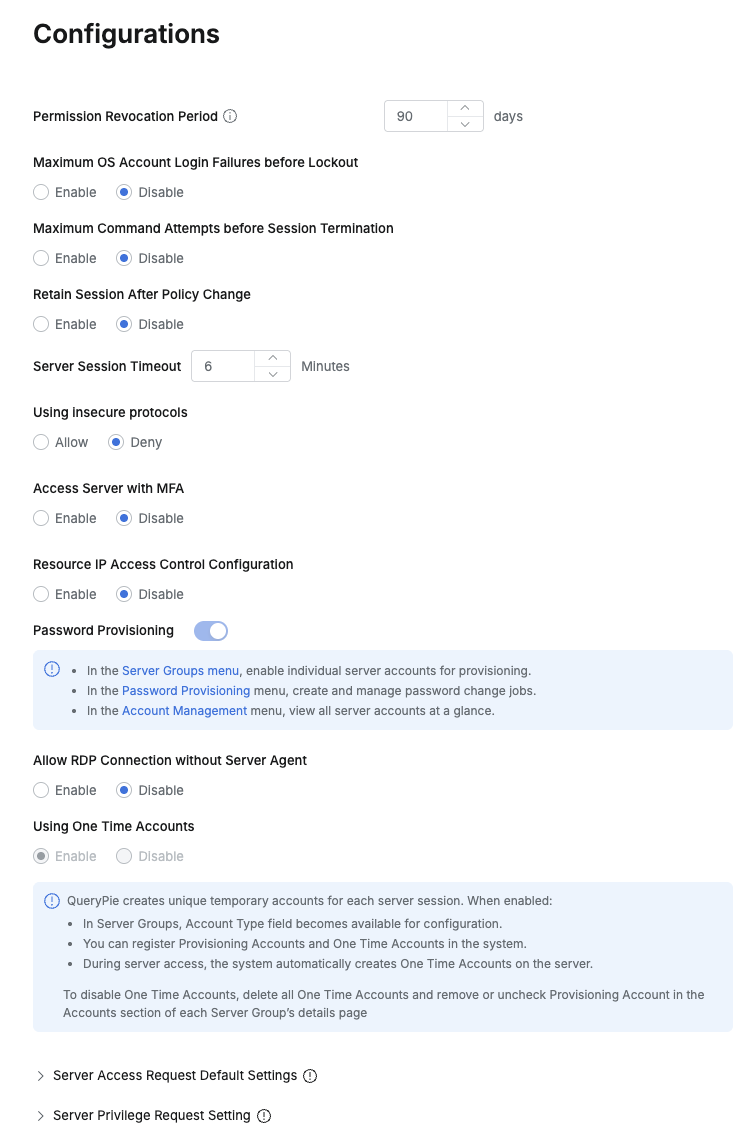 Configurations
Permission Revocation Period 90 days
Maximum OS Account Login Failures before Lockout
Enable Disable
Maximum Command Attempts before Session Termination
Enable Disable
Retain Session After Policy Change
Enable Disable
Server Session Timeout 6 Minutes
Using insecure protocols
Allow Deny
Access Server with MFA
Enable Disable
Resource IP Access Control Configuration
Enable Disable
Password Provisioning
• In the Server Groups menu, enable individual server accounts for provisioning.
• In the Password Provisioning menu, create and manage password change jobs.
• In the Account Management menu, view all server accounts at a glance.
Allow RDP Connection without Server Agent
Enable Disable
Using One Time Accounts
Enable Disable
QueryPie creates unique temporary accounts for each server session. When enabled:
• In Server Groups, Account Type field becomes available for configuration.
• You can register Provisioning Accounts and One Time Accounts in the system.
• During server access, the system automatically creates One Time Accounts on the server.
To disable One Time Accounts, delete all One Time Accounts and remove or uncheck Provisioning Account in the
Accounts section of each Server Group’s details page
Server Access Request Default Settings
Server Privilege Request Setting